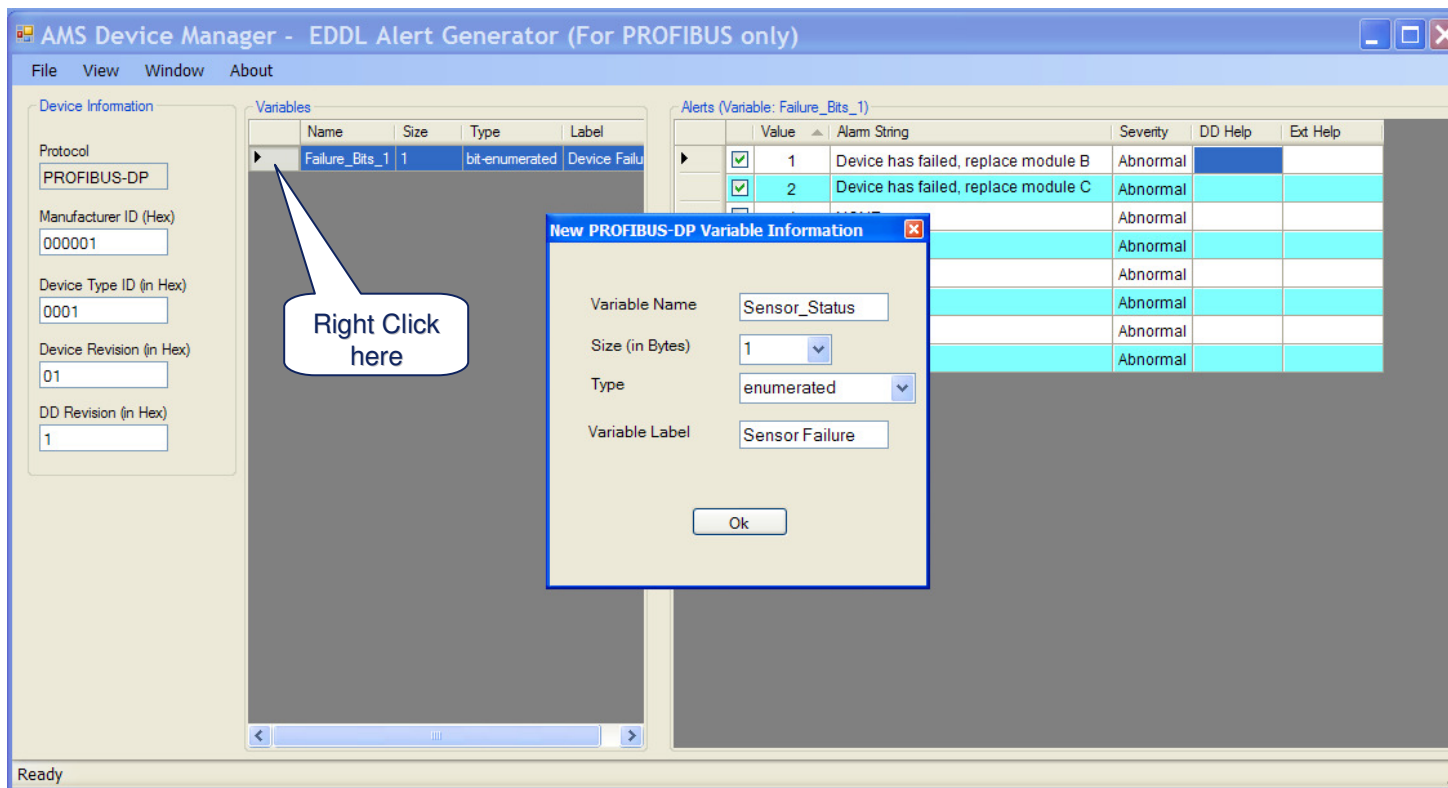 AMS Device Manager - EDDL Alert Generator (For PROFIBUS only)
File View Window About
Device Information
Protocol
PROFIBUS-DP
Manufacturer ID (Hex)
000001
Device Type ID (in Hex)
0001
Device Revision (in Hex)
01
DD Revision (in Hex)
1
Variables
Name Size Type Label
Failure_Bits_1 1 bit-enumerated Device Failu
Right Click
here
Alerts (Variable: Failure_Bits_1)
Value Alarm String Severity DD Help Ext Help
1 Device has failed, replace module B Abnormal
2 Device has failed, replace module C Abnormal
Abnormal
Abnormal
Abnormal
Abnormal
Abnormal
Abnormal
New PROFIBUS-DP Variable Information
Variable Name Sensor_Status
Size (in Bytes) 1
Type enumerated
Variable Label Sensor Failure
Ok
Ready